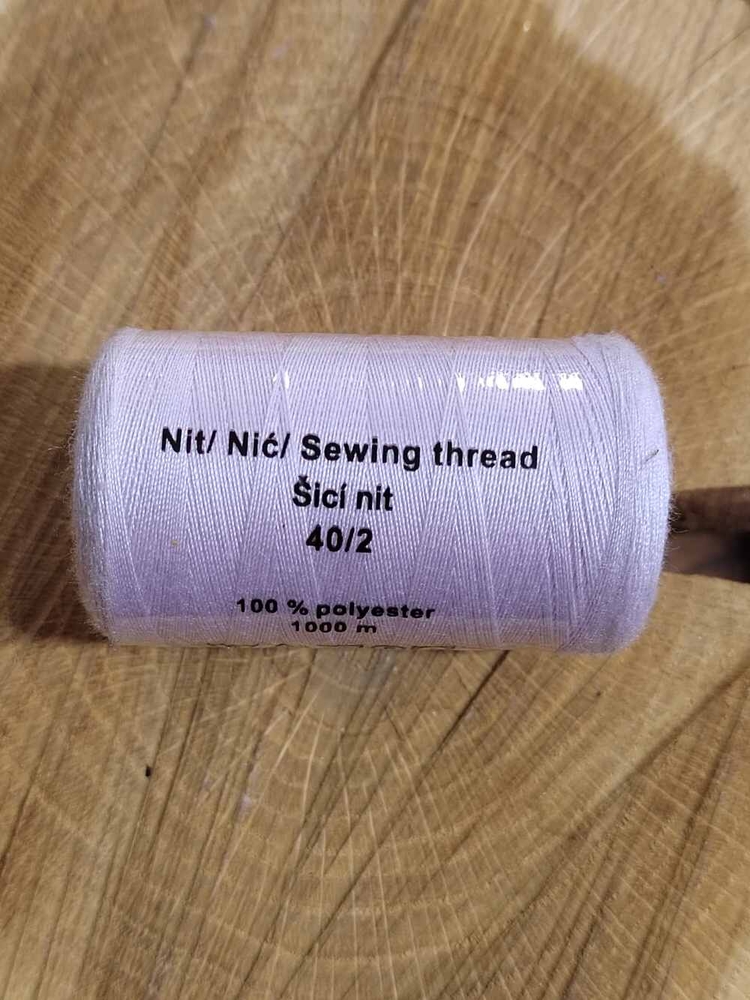 Nit/ Nić/ Sewing thread
Šicí nit
40/2
100 % polyester
1000 m